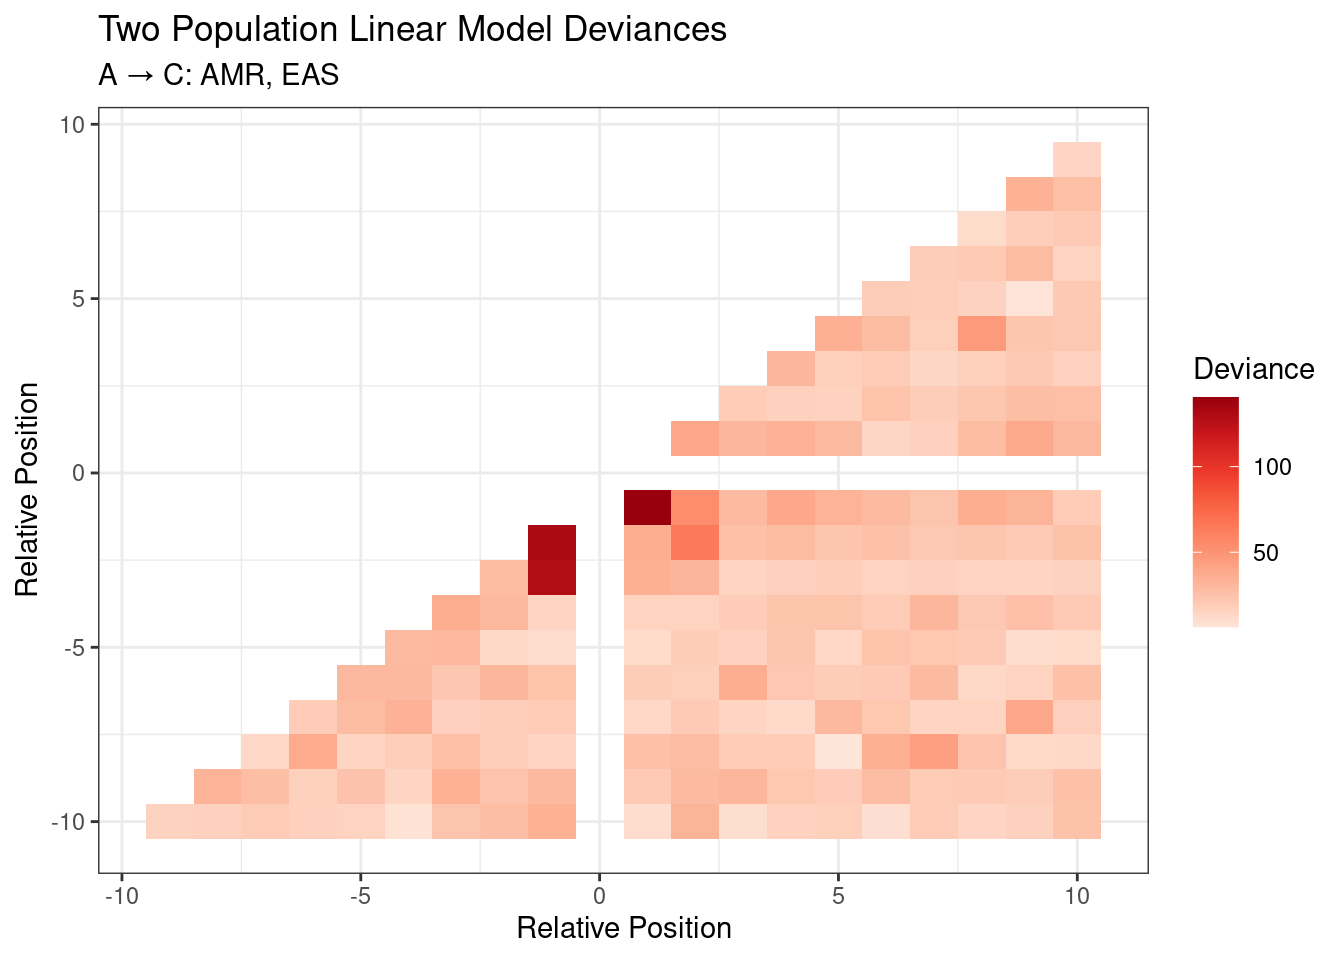 Two Population Linear Model Deviances
A → C: AMR, EAS
10
5
0
-5
-10
Relative Position
-10
-5
0
5
10
Relative Position
Deviance
100
50